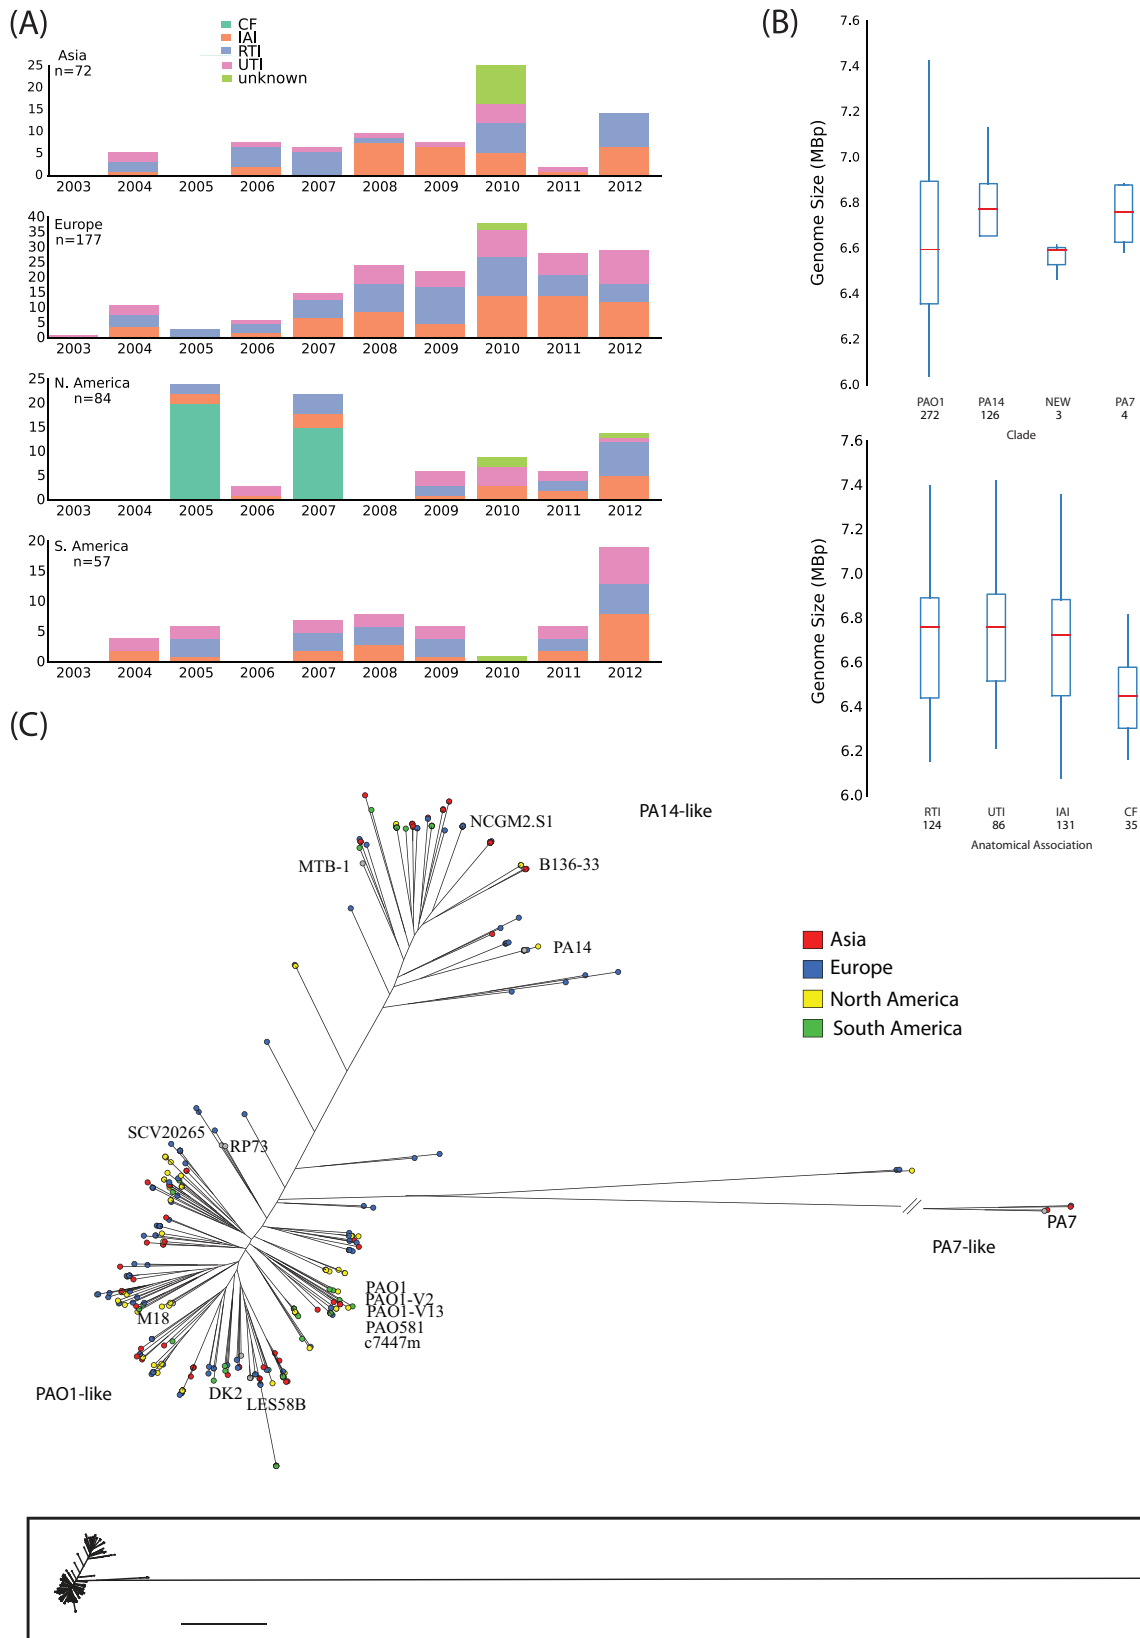 (A)
CF
IAI
RTI
UTI
unknown
Asia
n=72
25
20
15
10
5
0
2003 2004 2005 2006 2007 2008 2009 2010 2011 2012
Europe
n=177
40
35
30
25
20
15
10
5
0
2003 2004 2005 2006 2007 2008 2009 2010 2011 2012
N. America
n=84
25
20
15
10
5
0
2003 2004 2005 2006 2007 2008 2009 2010 2011 2012
S. America
n=57
20
15
10
5
0
2003 2004 2005 2006 2007 2008 2009 2010 2011 2012
(B)
Genome Size (MBp)
7.6
7.4
7.2
7.0
6.8
6.6
6.4
6.2
6.0
PAO1 PA14 NEW PA7
272 126 3 4
Clade
Genome Size (MBp)
7.6
7.4
7.2
7.0
6.8
6.6
6.4
6.2
6.0
RTI UTI IAI CF
124 86 131 35
Anatomical Association
(C)
PA14-like
NCGM2.S1
MTB-1
B136-33
PA14
Asia
Europe
North America
South America
SCV20265
RP73
PA7
PA7-like
PAO1
PAO1-V2
PAO1-V13
PAO581
c7447m
M18
DK2
LES58B
PAO1-like